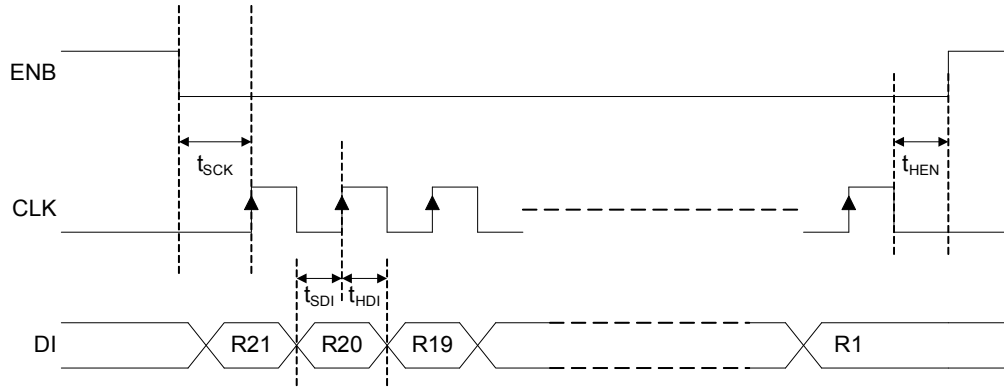 ENB
tSCK
tHEN
CLK
tSDI tHDI
DI R21 R20 R19 R1